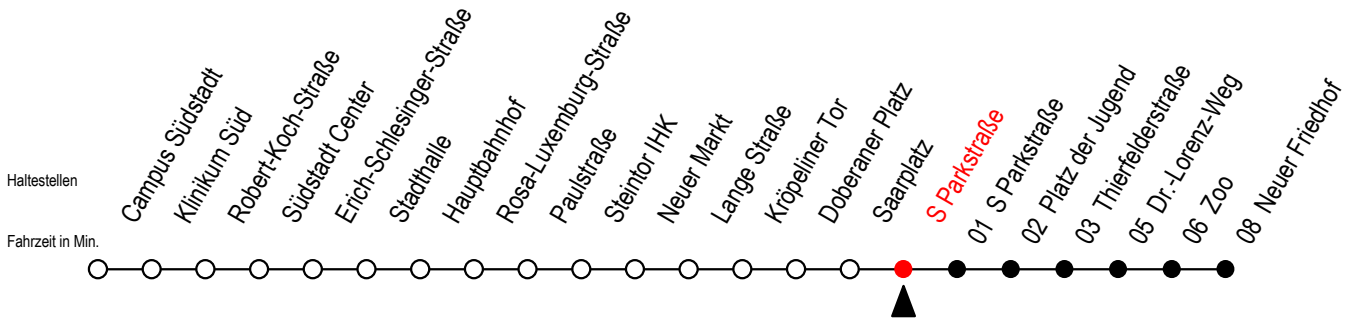 Haltestellen
Fahrzeit in Min.
Campus Südstadt
Klinikum Süd
Robert-Koch-Straße
Südstadt Center
Erich-Schlesinger-Straße
Stadthalle
Hauptbahnhof
Rosa-Luxemburg-Straße
Paulstraße
Steintor IHK
Neuer Markt
Lange Straße
Kröpeliner Tor
Doberaner Platz
Saarplatz
S Parkstraße
01 S Parkstraße
02 Platz der Jugend
03 Thierfelderstraße
05 Dr.-Lorenz-Weg
06 Zoo
08 Neuer Friedhof